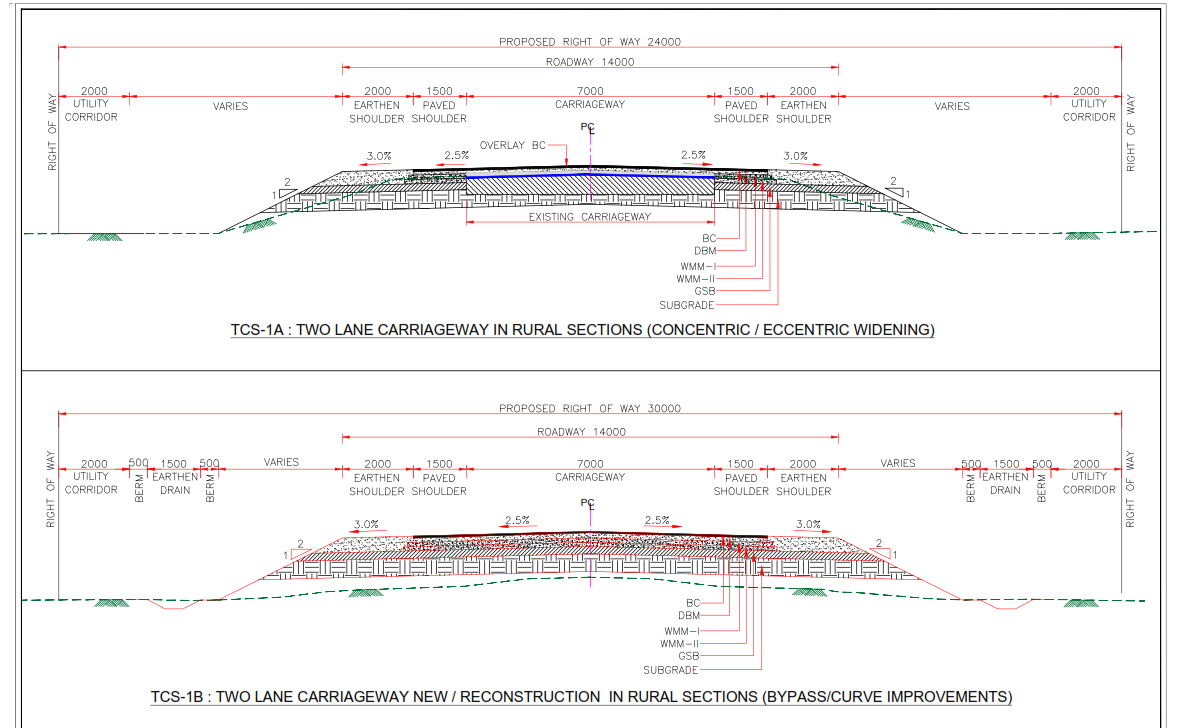 PROPOSED RIGHT OF WAY 24000
ROADWAY 14000
2000 2000 1500 7000 1500 2000 2000
UTILITY CORRIDOR VARIES EARTHEN SHOULDER PAVED SHOULDER CARRIAGEWAY PAVED SHOULDER EARTHEN SHOULDER VARIES UTILITY CORRIDOR
RIGHT OF WAY
RIGHT OF WAY
P℄
OVERLAY BC
3.0% 2.5% 2.5% 3.0%
2
1
2
1
EXISTING CARRIAGEWAY
BC
DBM
WMM-I
WMM-II
GSB
SUBGRADE
TCS-1A : TWO LANE CARRIAGEWAY IN RURAL SECTIONS (CONCENTRIC / ECCENTRIC WIDENING)
PROPOSED RIGHT OF WAY 30000
ROADWAY 14000
2000 500 1500 500 VARIES 2000 1500 7000 1500 2000 VARIES 500 1500 500 2000
UTILITY CORRIDOR BERM EARTHEN DRAIN BERM EARTHEN SHOULDER PAVED SHOULDER CARRIAGEWAY PAVED SHOULDER EARTHEN SHOULDER BERM EARTHEN DRAIN BERM UTILITY CORRIDOR
RIGHT OF WAY
RIGHT OF WAY
P℄
3.0% 2.5% 2.5% 3.0%
2
1
2
1
BC
DBM
WMM-I
WMM-II
GSB
SUBGRADE
TCS-1B : TWO LANE CARRIAGEWAY NEW / RECONSTRUCTION IN RURAL SECTIONS (BYPASS/CURVE IMPROVEMENTS)